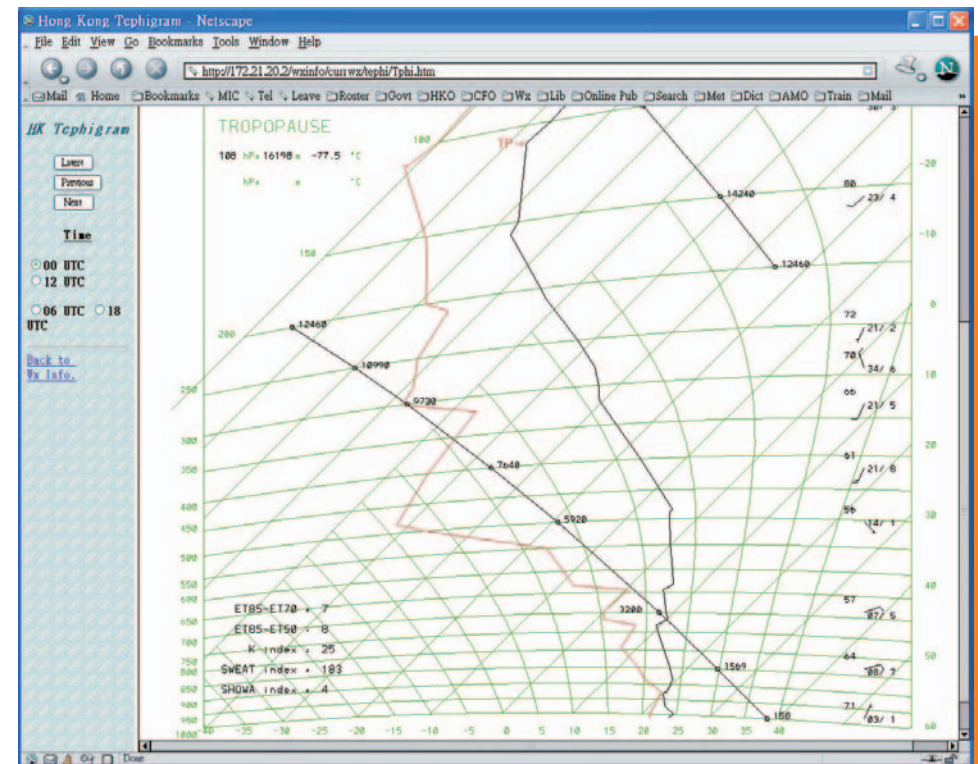 Hong Kong Tephigram - Netscape
File Edit View Go Bookmarks Tools Window Help
http://172.21.20.2/wxinfo/currwx/tephi/Tphi.htm
Mail Home Bookmarks MIC Tel Leave Roster Govt HKO CFO Wx Lib Online Pub Search Met Dict AMO Train Mail
HK Tephigram
Latest
Previous
Next
Time
00 UTC
12 UTC
06 UTC 18
UTC
Back to
Wx Info.
TROPOPAUSE
108 hPa 16198 m -77.5 °C
hPa m °C
100
TP
-20
14240
80
23/ 4
-10
150
12460
0
72
12460
21/ 2
200
70
10990
34/ 6
10
66
250
9730
21/ 5
20
300
61
7640
21/ 8
350
400
56
30
5920
14/ 1
450
500
550
40
600
57
ET85-ET70 : 7
3200
07/ 5
650
ET85-ET50 : 8
700
K index : 25
64
50
750
SWEAT index : 183
1569
08/ 7
800
850
SHOWA index : 4
900
71
150
03/ 1
950
60
1000
-40 -35 -30 -25 -20 -15 -10 -5 0 5 10 15 20 25 30 35 40
Done